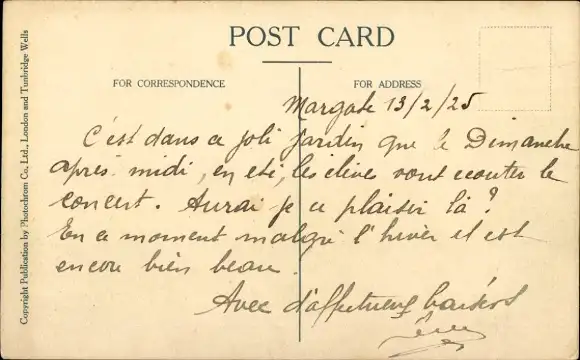 POST CARD
FOR CORRESPONDENCE
FOR ADDRESS
Copyright Publication by Photochrom Co., Ltd., London and Tunbridge Wells
Margate 13/2/25
C'est dans ce joli jardin que le Dimanche
après-midi, en été, les élèves vont écouter le
concert. Aurai je ce plaisir là ?
En ce moment malgré l'hiver il est
encore bien beau.
Avec d'affectueux baisers